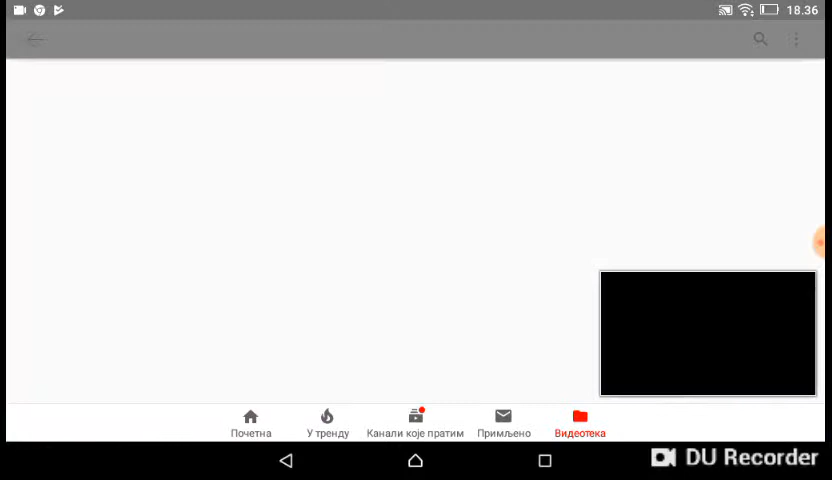 18.36
Почетна
У тренду
Канали које пратим
Примљено
Видеотека
DU Recorder